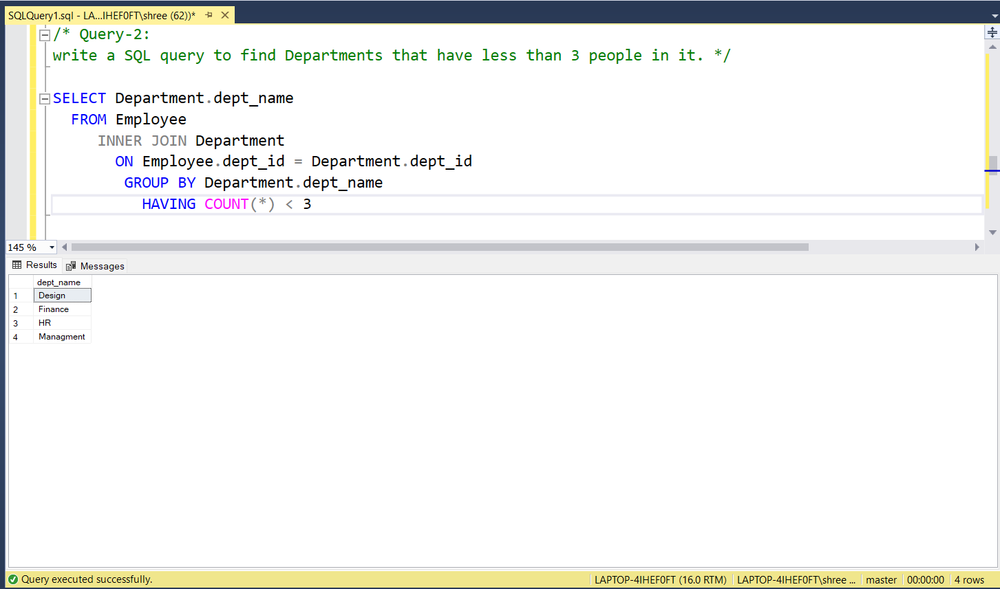 SQLQuery1.sql - LA...IHEF0FT\shree (62))*
/* Query-2:
write a SQL query to find Departments that have less than 3 people in it. */
SELECT Department.dept_name
FROM Employee
INNER JOIN Department
ON Employee.dept_id = Department.dept_id
GROUP BY Department.dept_name
HAVING COUNT(*) < 3
145 %
Results Messages
dept_name
1 Design
2 Finance
3 HR
4 Managment
Query executed successfully. LAPTOP-4IHEF0FT (16.0 RTM) LAPTOP-4IHEF0FT\shree ... master 00:00:00 4 rows